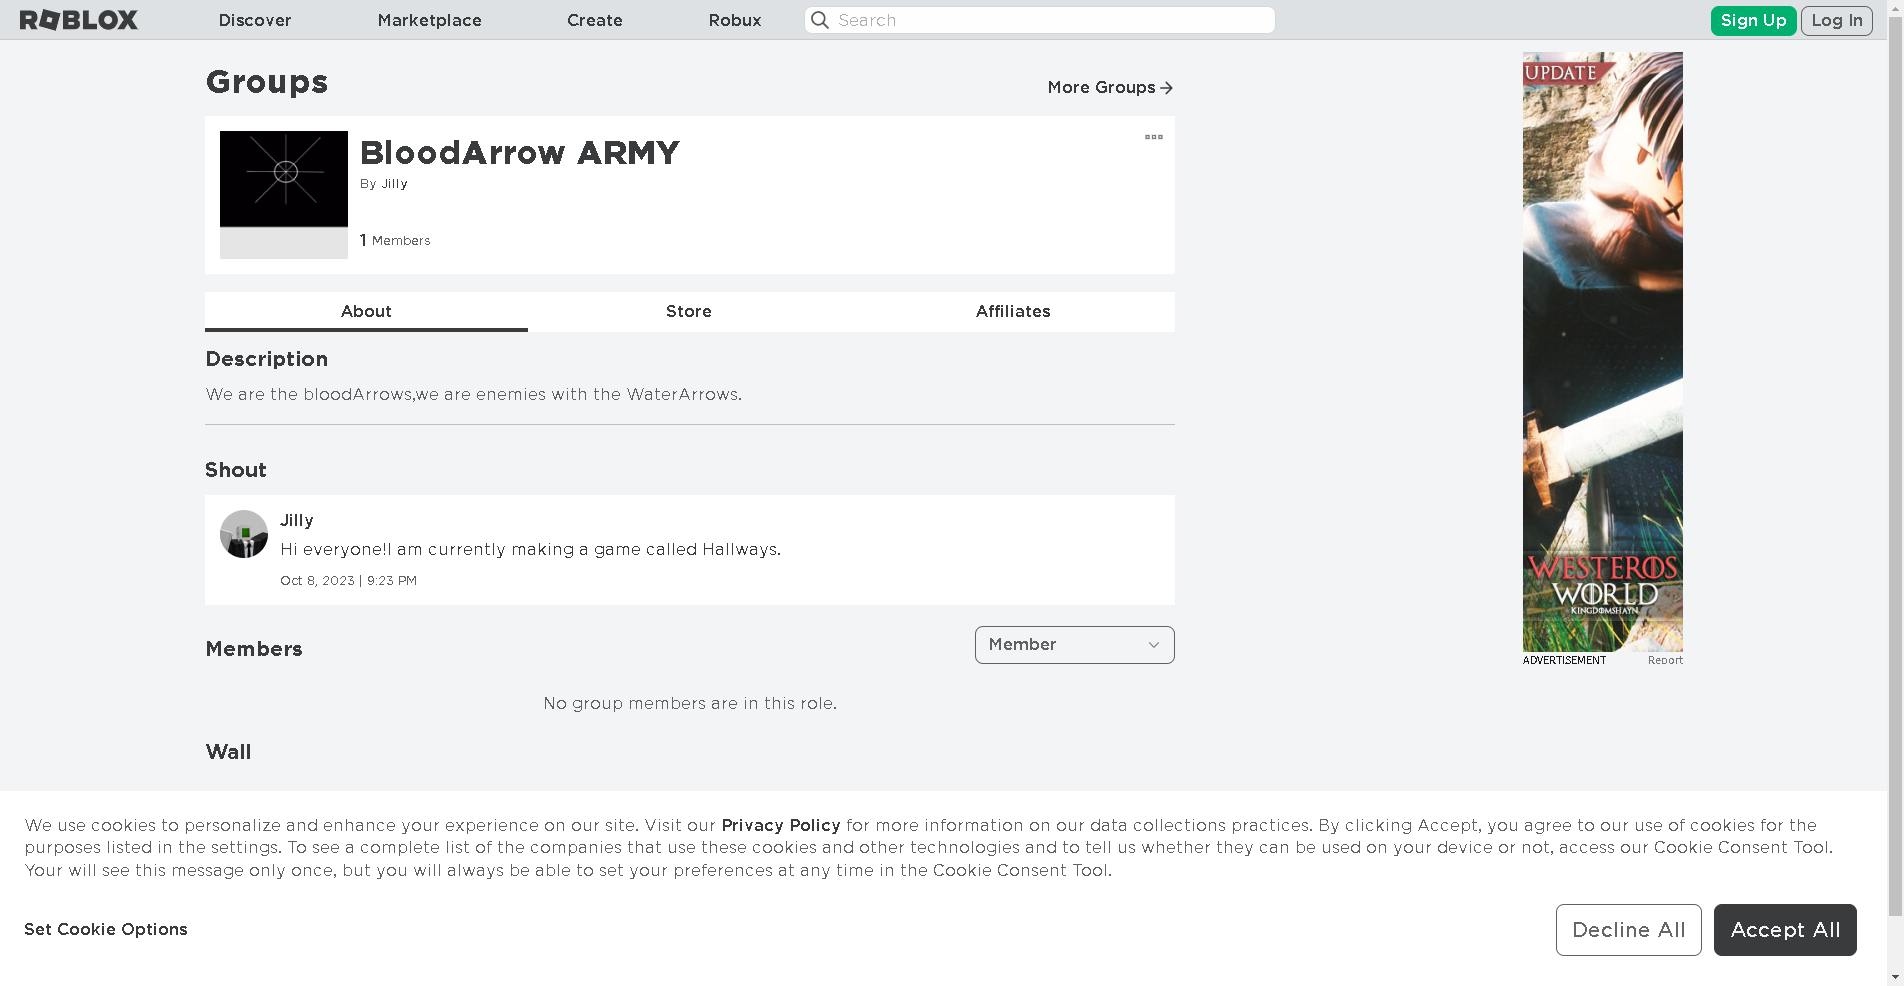 ROBLOX
Discover
Marketplace
Create
Robux
Search
Sign Up
Log In
Groups
More Groups
BloodArrow ARMY
By Jilly
1 Members
About
Store
Affiliates
Description
We are the bloodArrows,we are enemies with the WaterArrows.
Shout
Jilly
Hi everyone!I am currently making a game called Hallways.
Oct 8, 2023 | 9:23 PM
Members
Member
No group members are in this role.
Wall
UPDATE
WESTEROS
WORLD
KINGDOMSHAYN
ADVERTISEMENT
Report
We use cookies to personalize and enhance your experience on our site. Visit our Privacy Policy for more information on our data collections practices. By clicking Accept, you agree to our use of cookies for the
purposes listed in the settings. To see a complete list of the companies that use these cookies and other technologies and to tell us whether they can be used on your device or not, access our Cookie Consent Tool.
Your will see this message only once, but you will always be able to set your preferences at any time in the Cookie Consent Tool.
Set Cookie Options
Decline All
Accept All